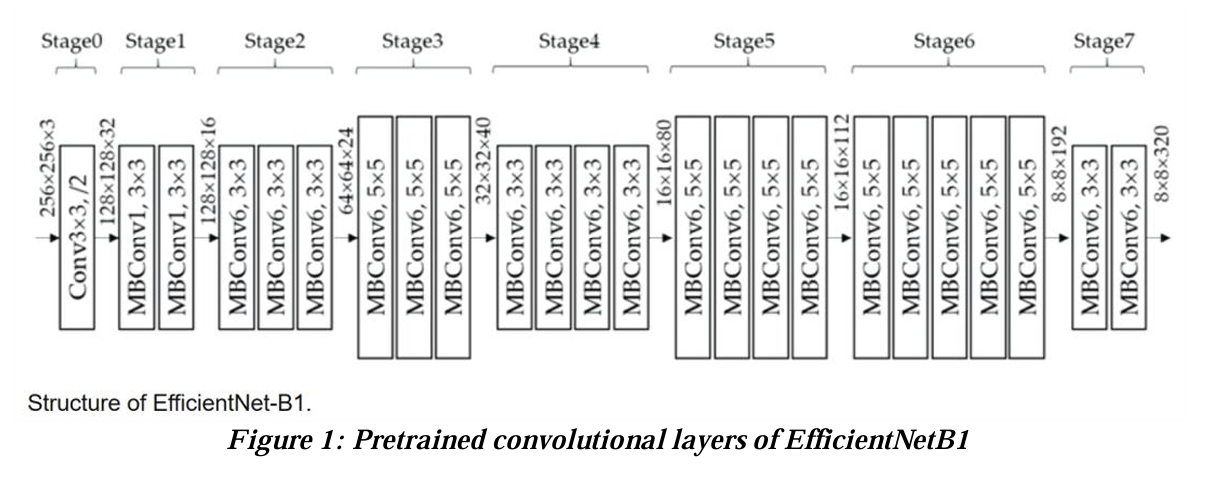 Stage0 Stage1 Stage2 Stage3 Stage4 Stage5 Stage6 Stage7
256×256×3
Conv3×3, /2
128×128×32
MBConv1, 3×3
MBConv1, 3×3
128×128×16
MBConv6, 3×3
MBConv6, 3×3
MBConv6, 3×3
64×64×24
MBConv6, 5×5
MBConv6, 5×5
MBConv6, 5×5
32×32×40
MBConv6, 3×3
MBConv6, 3×3
MBConv6, 3×3
MBConv6, 3×3
16×16×80
MBConv6, 5×5
MBConv6, 5×5
MBConv6, 5×5
MBConv6, 5×5
16×16×112
MBConv6, 5×5
MBConv6, 5×5
MBConv6, 5×5
MBConv6, 5×5
MBConv6, 5×5
8×8×192
MBConv6, 3×3
MBConv6, 3×3
8×8×320
Structure of EfficientNet-B1.
Figure 1: Pretrained convolutional layers of EfficientNetB1